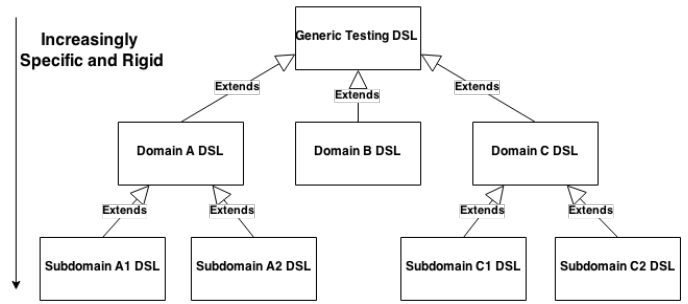 Generic Testing DSL
Increasingly
Specific and Rigid
Extends
Extends
Extends
Domain A DSL
Domain B DSL
Domain C DSL
Extends
Extends
Extends
Extends
Subdomain A1 DSL
Subdomain A2 DSL
Subdomain C1 DSL
Subdomain C2 DSL